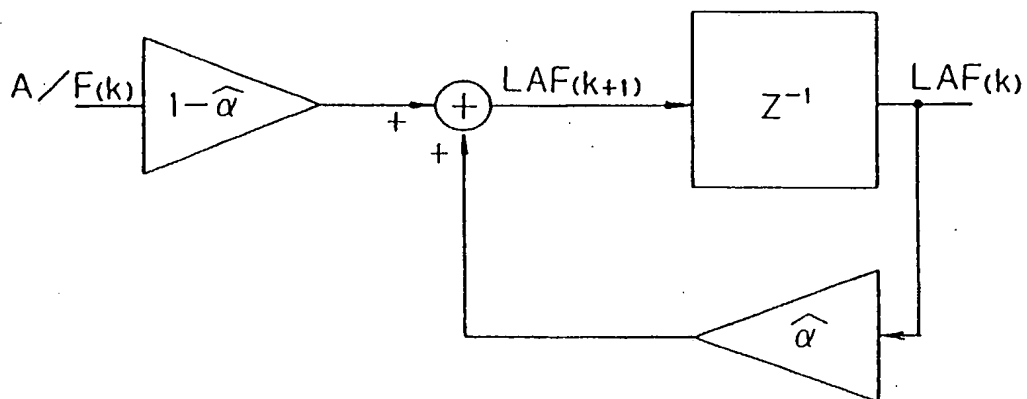 A/F(k)
1-α̂
+
+
LAF(k+1)
Z⁻¹
LAF(k)
+
α̂